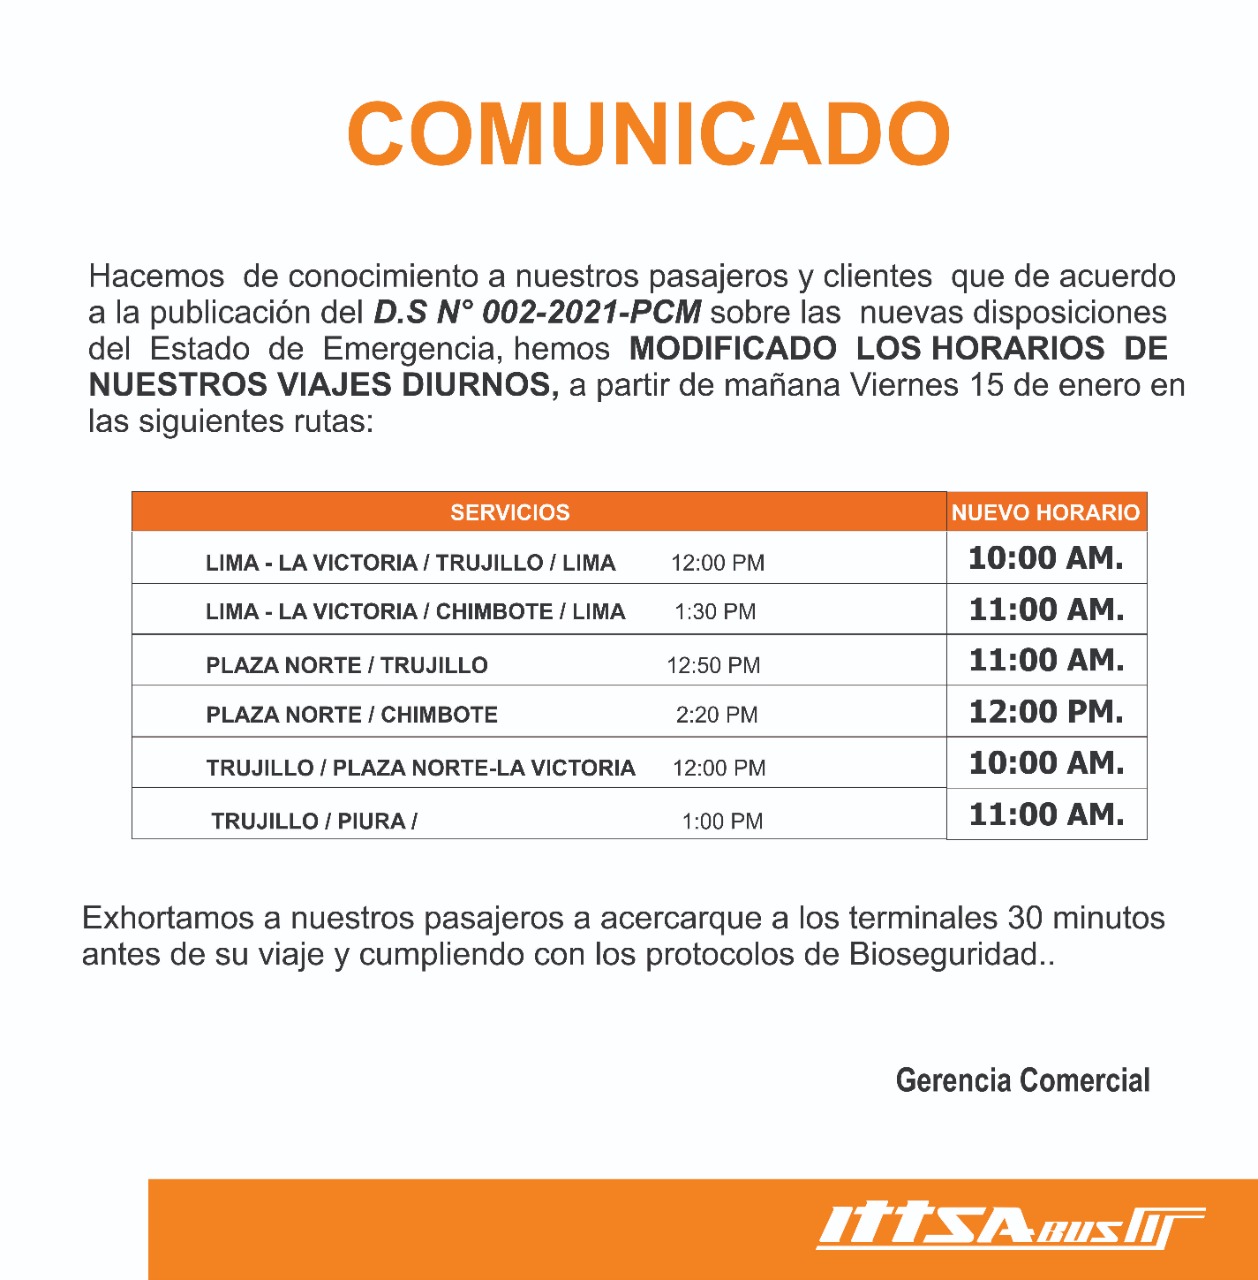 COMUNICADO
Hacemos de conocimiento a nuestros pasajeros y clientes que de acuerdo
a la publicación del D.S N° 002-2021-PCM sobre las nuevas disposiciones
del Estado de Emergencia, hemos MODIFICADO LOS HORARIOS DE
NUESTROS VIAJES DIURNOS, a partir de mañana Viernes 15 de enero en
las siguientes rutas:
SERVICIOS NUEVO HORARIO
LIMA - LA VICTORIA / TRUJILLO / LIMA 12:00 PM 10:00 AM.
LIMA - LA VICTORIA / CHIMBOTE / LIMA 1:30 PM 11:00 AM.
PLAZA NORTE / TRUJILLO 12:50 PM 11:00 AM.
PLAZA NORTE / CHIMBOTE 2:20 PM 12:00 PM.
TRUJILLO / PLAZA NORTE-LA VICTORIA 12:00 PM 10:00 AM.
TRUJILLO / PIURA / 1:00 PM 11:00 AM.
Exhortamos a nuestros pasajeros a acercarque a los terminales 30 minutos
antes de su viaje y cumpliendo con los protocolos de Bioseguridad..
Gerencia Comercial
ITTSA BUS